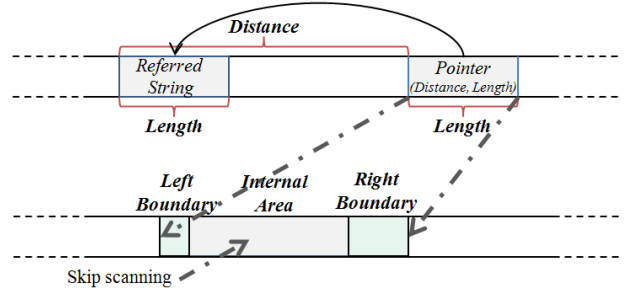 Distance
Referred
String
Pointer
(Distance, Length)
Length
Length
Left
Boundary
Internal
Area
Right
Boundary
Skip scanning